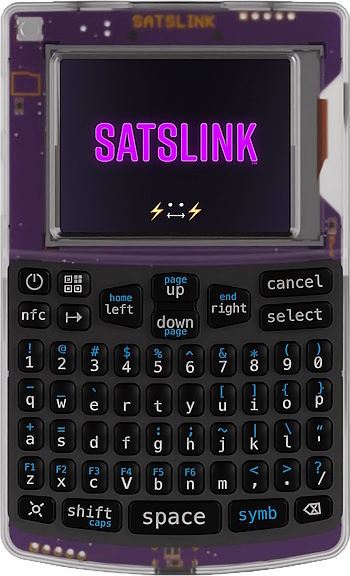 SATSLINK
SATSLINK
page
up
cancel
home
left
end
right
nfc
down
page
select
! @ # $ % ^ & * ( )
1 2 3 4 5 6 7 8 9 0
- _ ` [ ] { }
q w e r t y u i o p
+ = ; : ~ | \ "
a s d f g h j k l '
F1 F2 F3 F4 F5 F6 < > ?
z x c v b n m , . /
shift
caps
space
symb